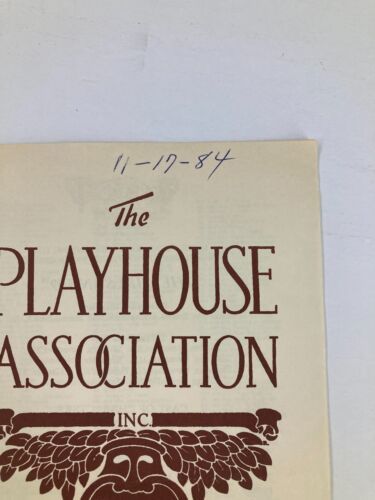 11-17-84
The
PLAYHOUSE
ASSOCIATION
INC.